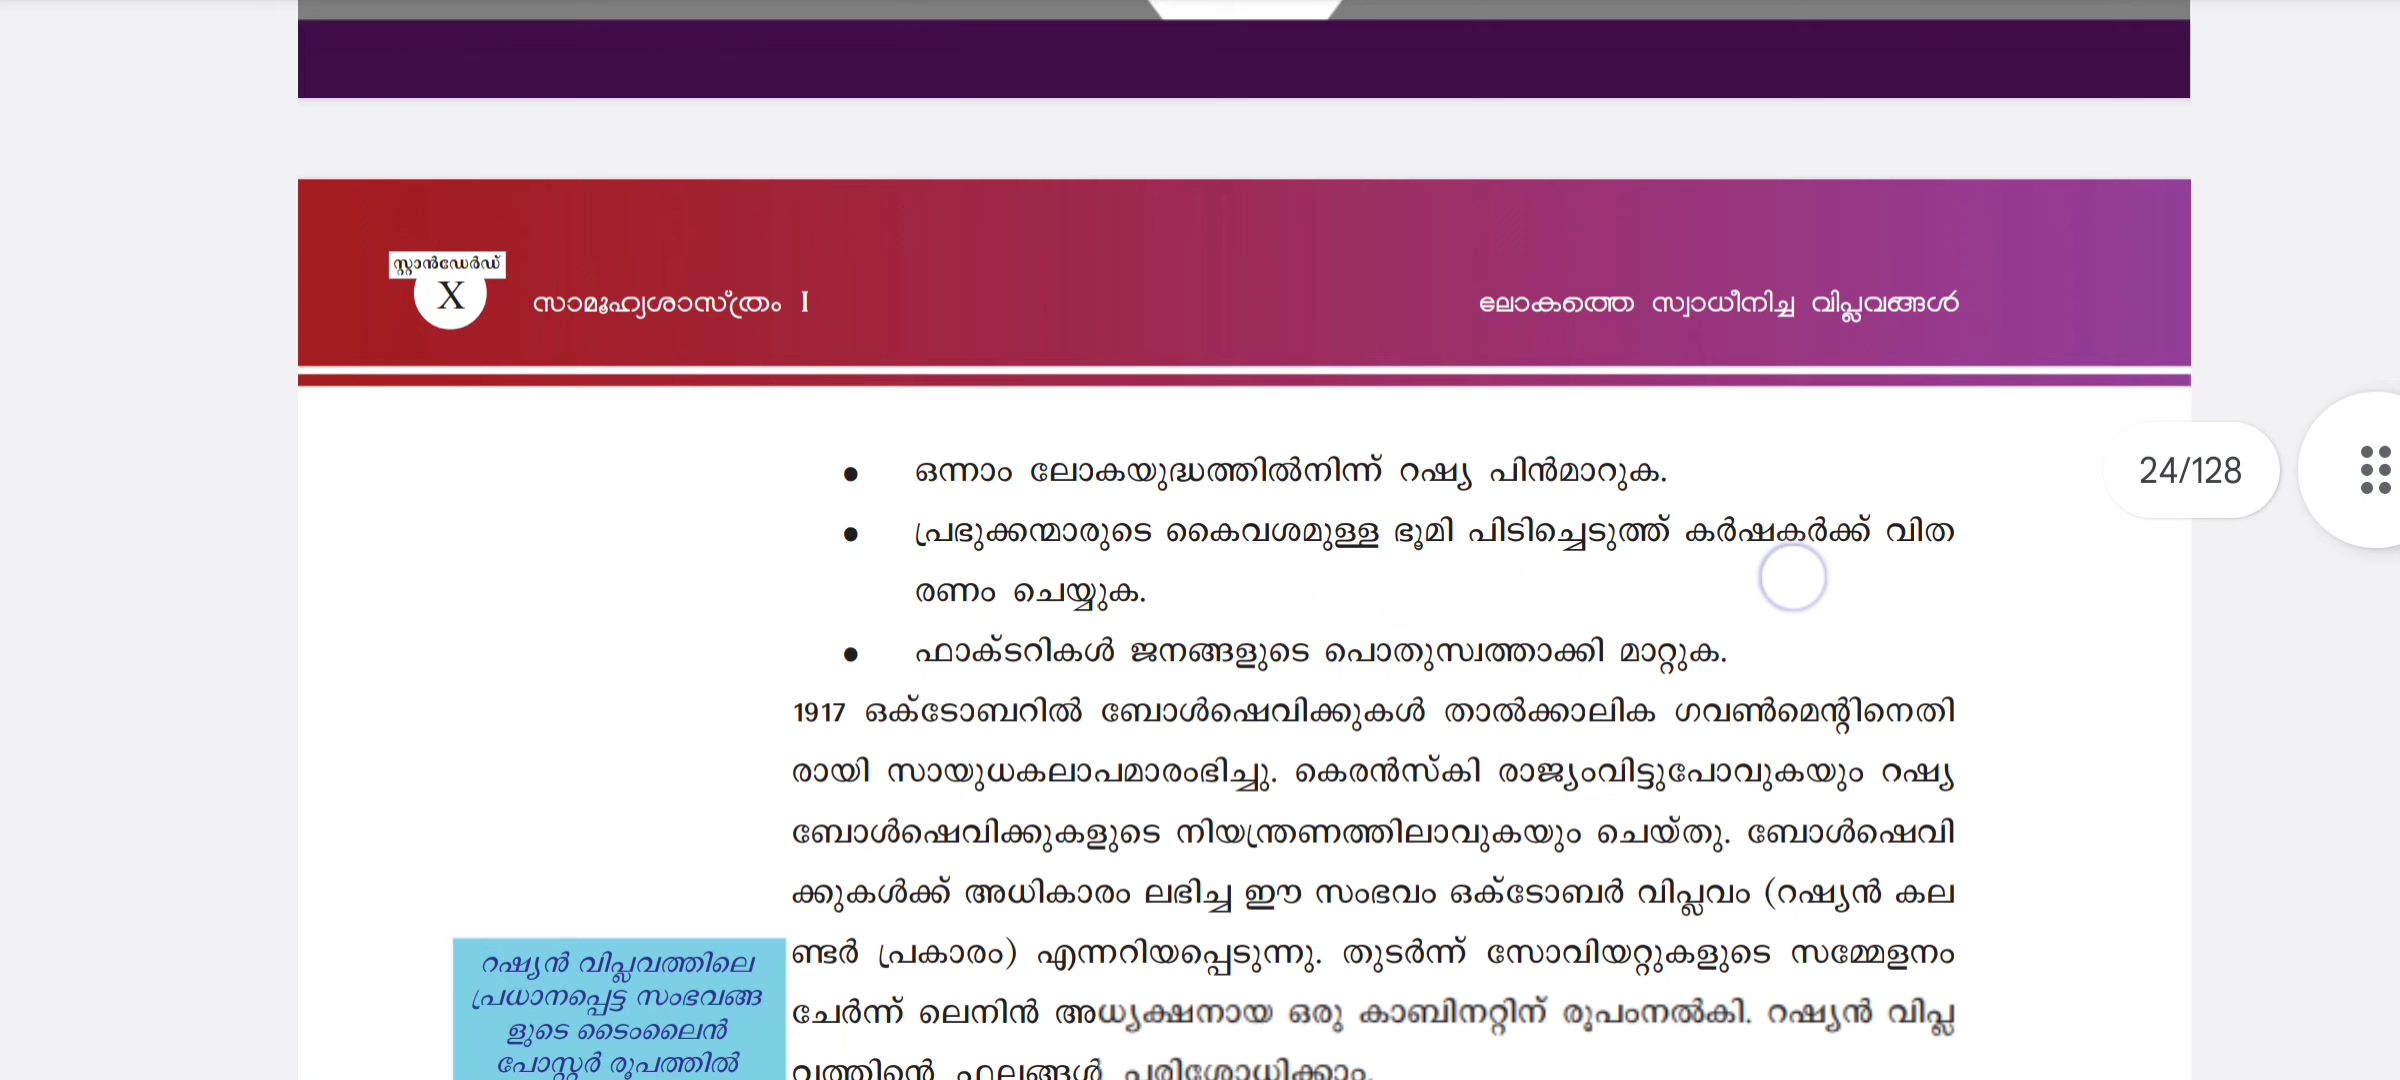 സ്റ്റാൻഡേർഡ്
X
സാമൂഹ്യശാസ്ത്രം I
ലോകത്തെ സ്വാധീനിച്ച വിപ്ലവങ്ങൾ
24/128
• ഒന്നാം ലോകയുദ്ധത്തിൽനിന്ന് റഷ്യ പിൻമാറുക.
• പ്രഭുക്കന്മാരുടെ കൈവശമുള്ള ഭൂമി പിടിച്ചെടുത്ത് കർഷകർക്ക് വിത
രണം ചെയ്യുക.
• ഫാക്ടറികൾ ജനങ്ങളുടെ പൊതുസ്വത്താക്കി മാറ്റുക.
1917 ഒക്ടോബറിൽ ബോൾഷെവിക്കുകൾ താൽക്കാലിക ഗവൺമെന്റിനെതി
രായി സായുധകലാപമാരംഭിച്ചു. കെരൻസ്കി രാജ്യംവിട്ടുപോവുകയും റഷ്യ
ബോൾഷെവിക്കുകളുടെ നിയന്ത്രണത്തിലാവുകയും ചെയ്തു. ബോൾഷെവി
ക്കുകൾക്ക് അധികാരം ലഭിച്ച ഈ സംഭവം ഒക്ടോബർ വിപ്ലവം (റഷ്യൻ കല
ണ്ടർ പ്രകാരം) എന്നറിയപ്പെടുന്നു. തുടർന്ന് സോവിയറ്റുകളുടെ സമ്മേളനം
ചേർന്ന് ലെനിൻ അധ്യക്ഷനായ ഒരു കാബിനറ്റിന് രൂപംനൽകി. റഷ്യൻ വിപ്ല
വത്തിന്റെ ഫലങ്ങൾ പരിശോധിക്കാം.
റഷ്യൻ വിപ്ലവത്തിലെ
പ്രധാനപ്പെട്ട സംഭവങ്ങ
ളുടെ ടൈംലൈൻ
പോസ്റ്റർ രൂപത്തിൽ